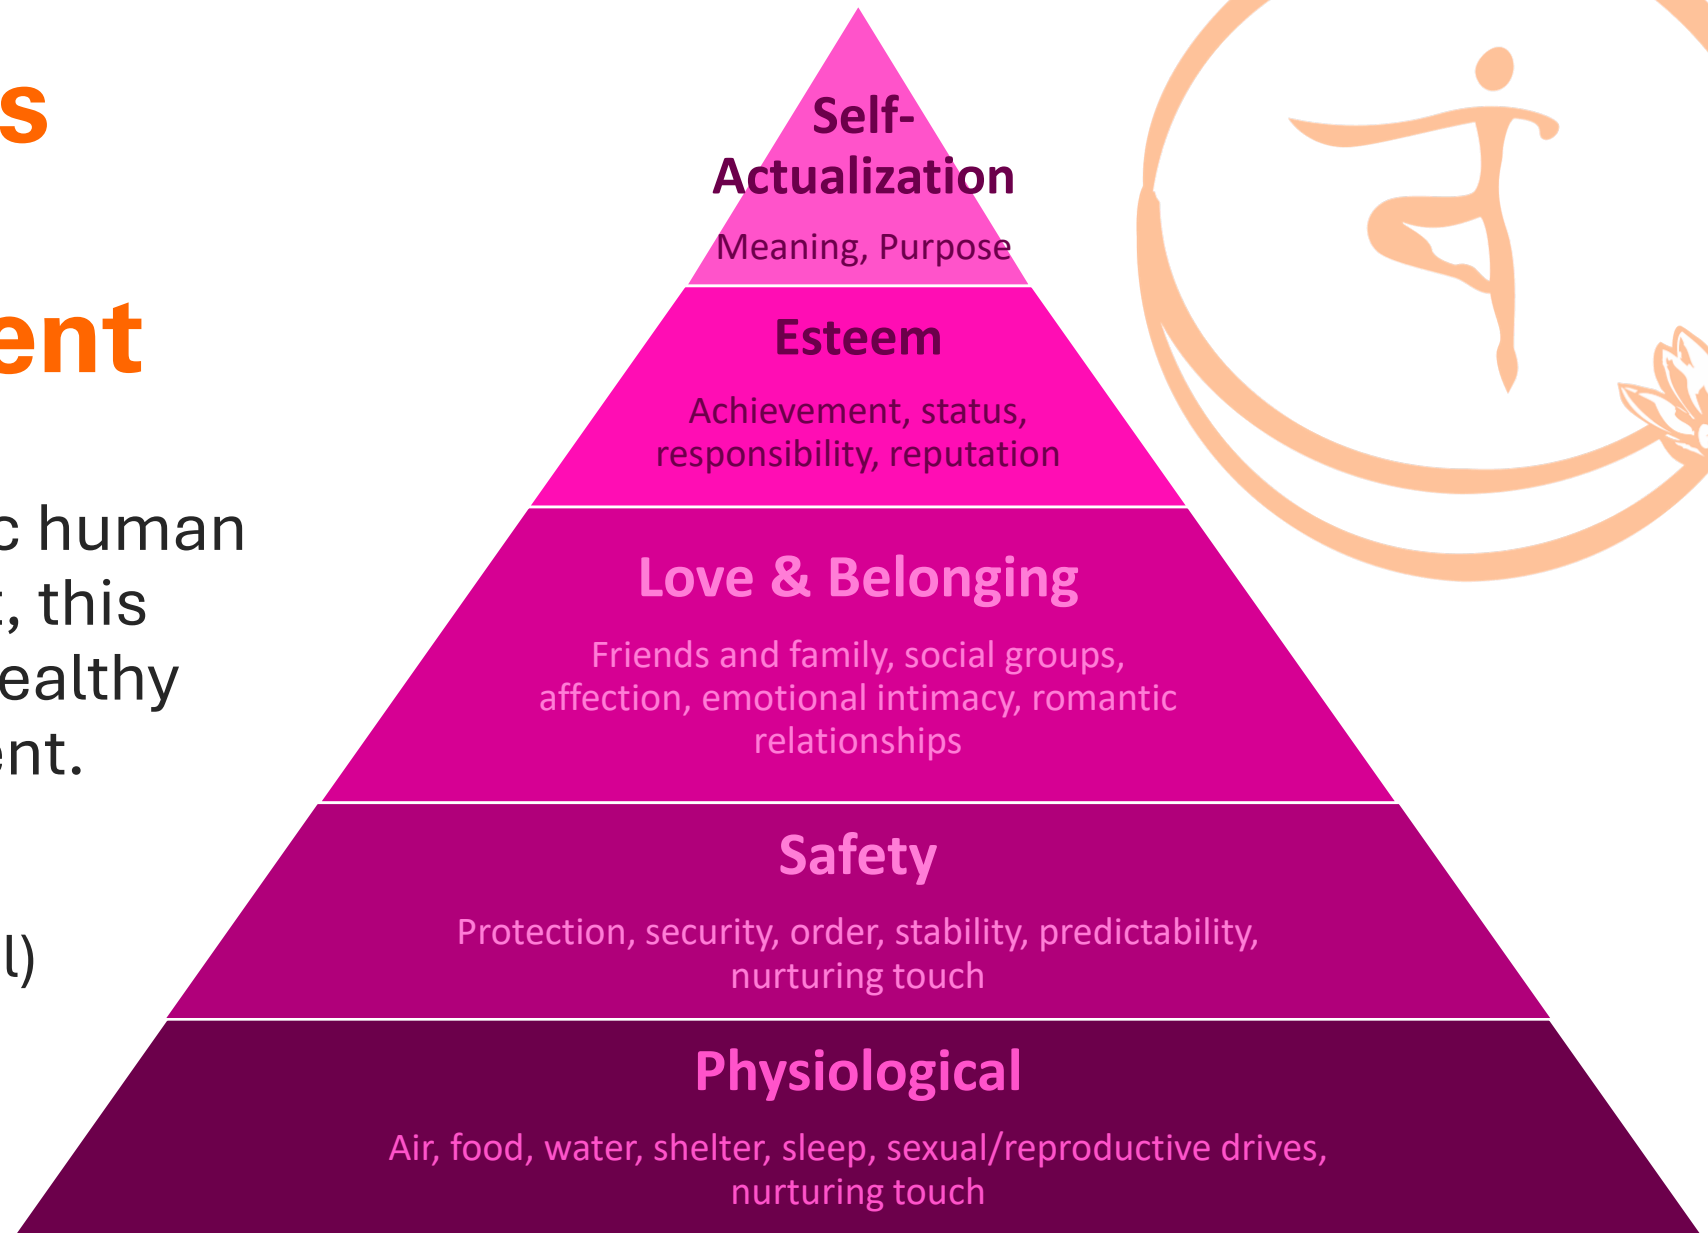 s
ent
c human
, this
ealthy
ent.
l)
Self-
Actualization
Meaning, Purpose
Esteem
Achievement, status,
responsibility, reputation
Love & Belonging
Friends and family, social groups,
affection, emotional intimacy, romantic
relationships
Safety
Protection, security, order, stability, predictability,
nurturing touch
Physiological
Air, food, water, shelter, sleep, sexual/reproductive drives,
nurturing touch